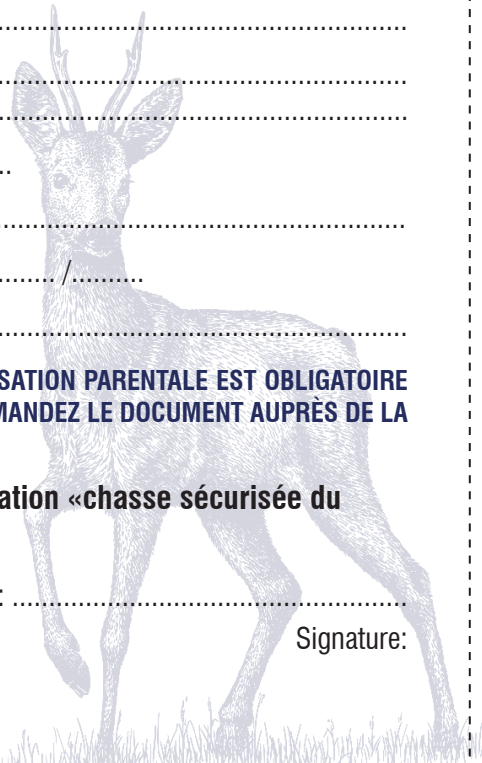 ........................................................................
........................................................................
........................................................................
..
........................................................................
........ /..........
........................................................................
SATION PARENTALE EST OBLIGATOIRE
MANDEZ LE DOCUMENT AUPRÈS DE LA
ation «chasse sécurisée du
: ........................................................................
Signature: